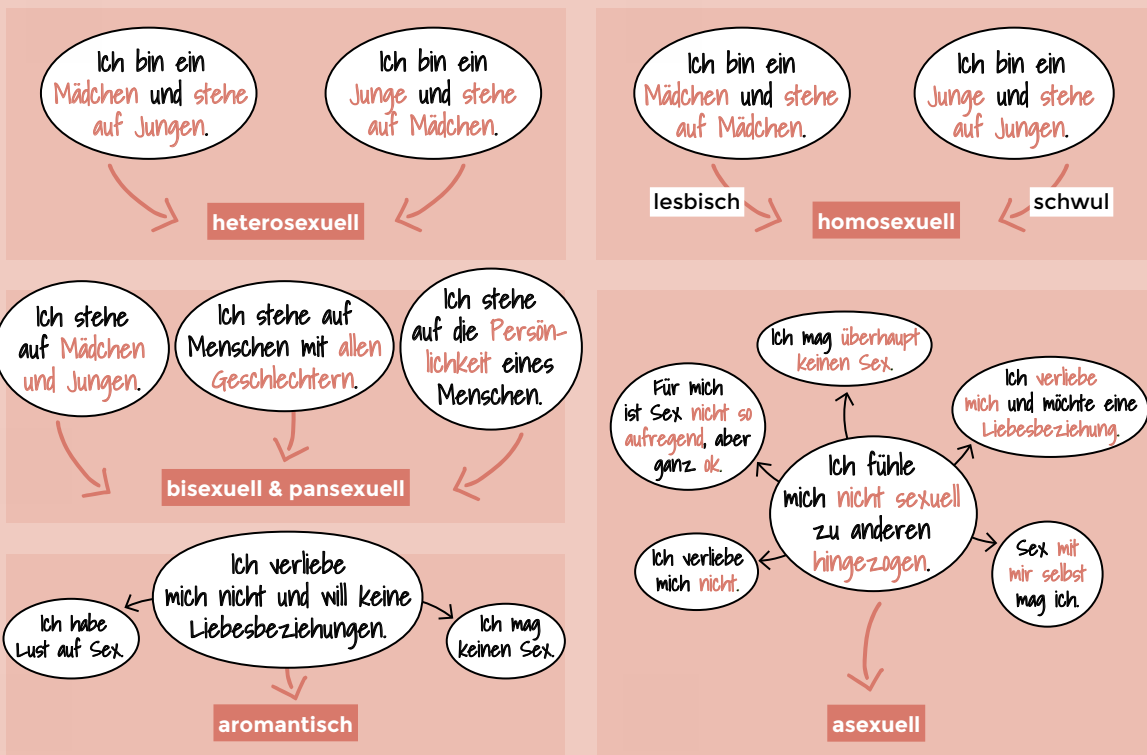 Ich bin ein
Mädchen und stehe
auf Jungen.
Ich bin ein
Junge und stehe
auf Mädchen.
heterosexuell
Ich bin ein
Mädchen und stehe
auf Mädchen.
Ich bin ein
Junge und stehe
auf Jungen.
lesbisch
schwul
homosexuell
Ich stehe
auf Mädchen
und Jungen.
Ich stehe auf
Menschen mit allen
Geschlechtern.
Ich stehe
auf die Persön-
lichkeit eines
Menschen.
bisexuell & pansexuell
Ich verliebe
mich nicht und will keine
Liebesbeziehungen.
Ich habe
Lust auf Sex.
Ich mag
keinen Sex.
aromantisch
Ich mag überhaupt
keinen Sex.
Für mich
ist Sex nicht so
aufregend, aber
ganz ok.
Ich verliebe
mich und möchte eine
Liebesbeziehung.
Ich fühle
mich nicht sexuell
zu anderen
hingezogen.
Ich verliebe
mich nicht.
Sex mit
mir selbst
mag ich.
asexuell